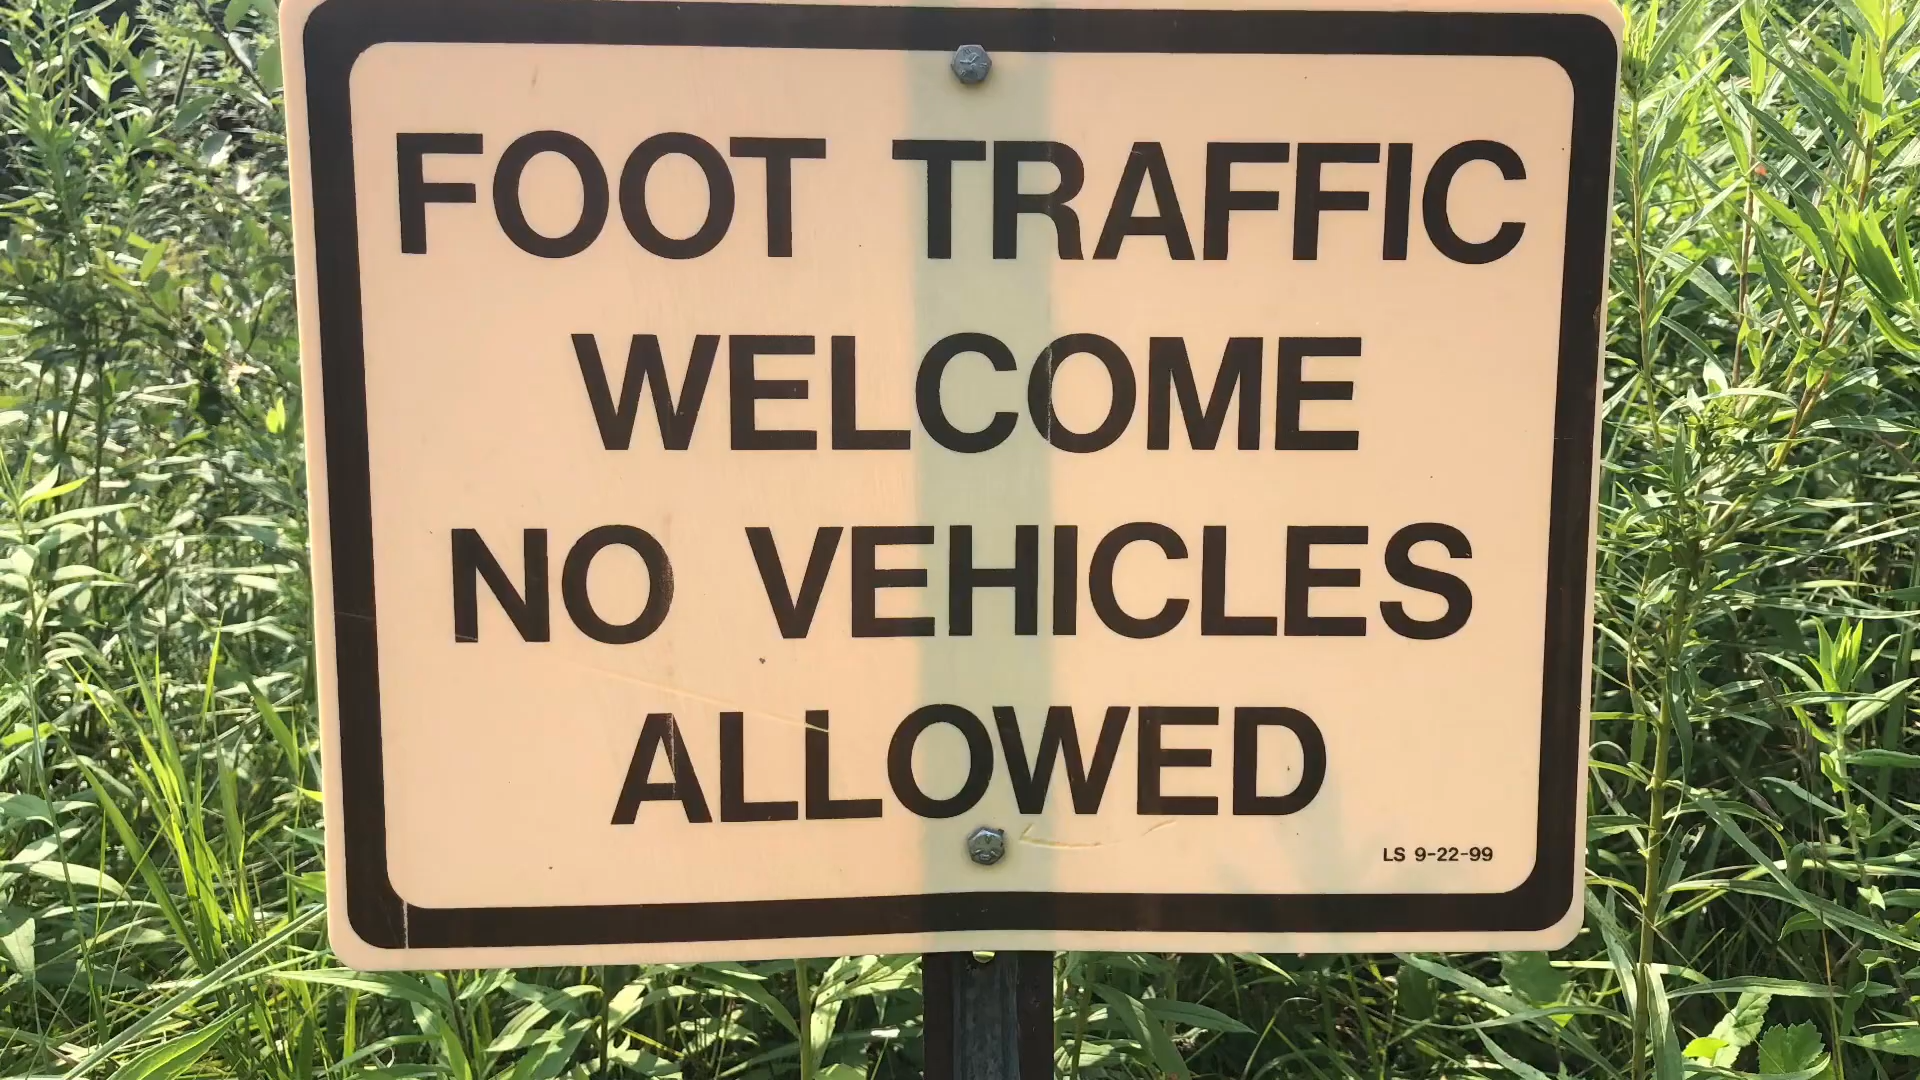 FOOT TRAFFIC
WELCOME
NO VEHICLES
ALLOWED
LS 9-22-99